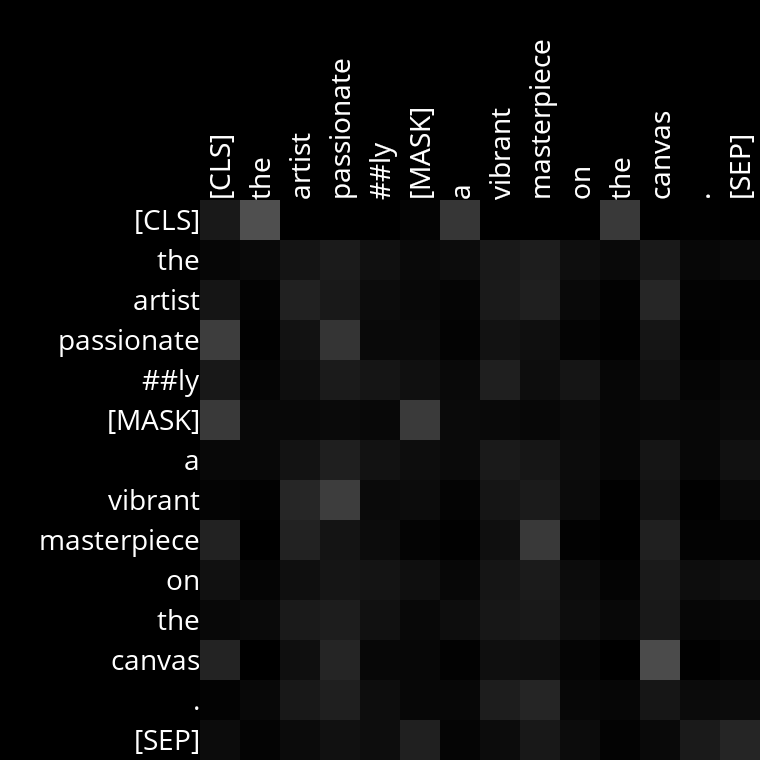 [CLS] the artist passionate ##ly [MASK] a vibrant masterpiece on the canvas . [SEP]
[CLS]
the
artist
passionate
##ly
[MASK]
a
vibrant
masterpiece
on
the
canvas
.
[SEP]